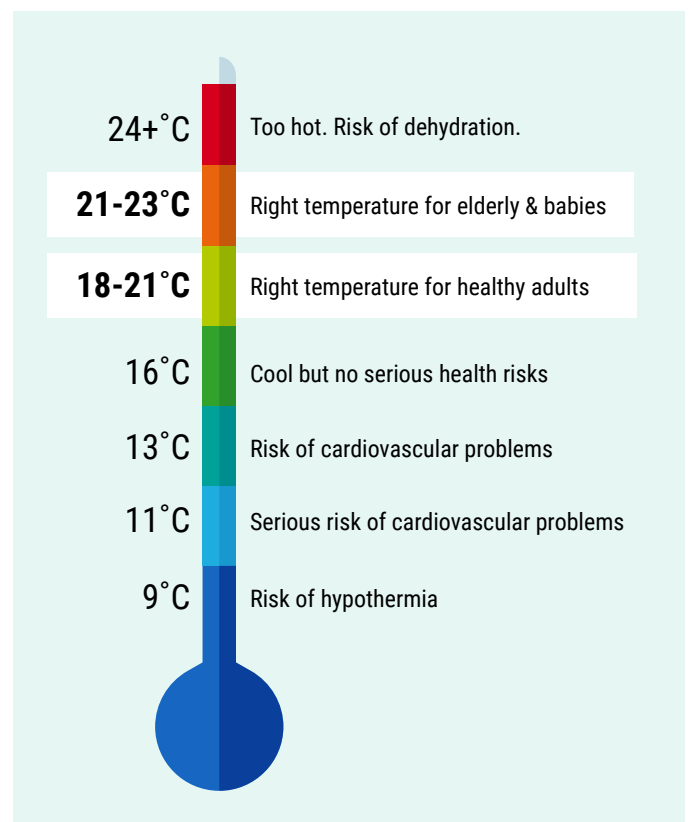 24+˚C Too hot. Risk of dehydration.
21-23˚C Right temperature for elderly & babies
18-21˚C Right temperature for healthy adults
16˚C Cool but no serious health risks
13˚C Risk of cardiovascular problems
11˚C Serious risk of cardiovascular problems
9˚C Risk of hypothermia